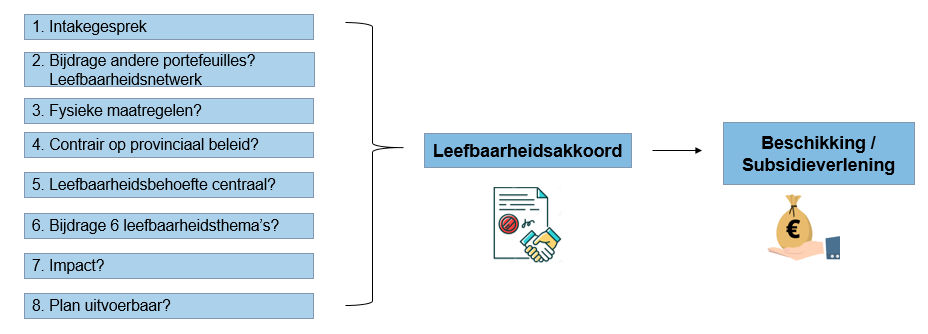 1. Intakegesprek
2. Bijdrage andere portefeuilles?
Leefbaarheidsnetwerk
3. Fysieke maatregelen?
4. Contrair op provinciaal beleid?
5. Leefbaarheidsbehoefte centraal?
6. Bijdrage 6 leefbaarheidsthema's?
7. Impact?
8. Plan uitvoerbaar?
Leefbaarheidsakkoord
Beschikking /
Subsidieverlening
€